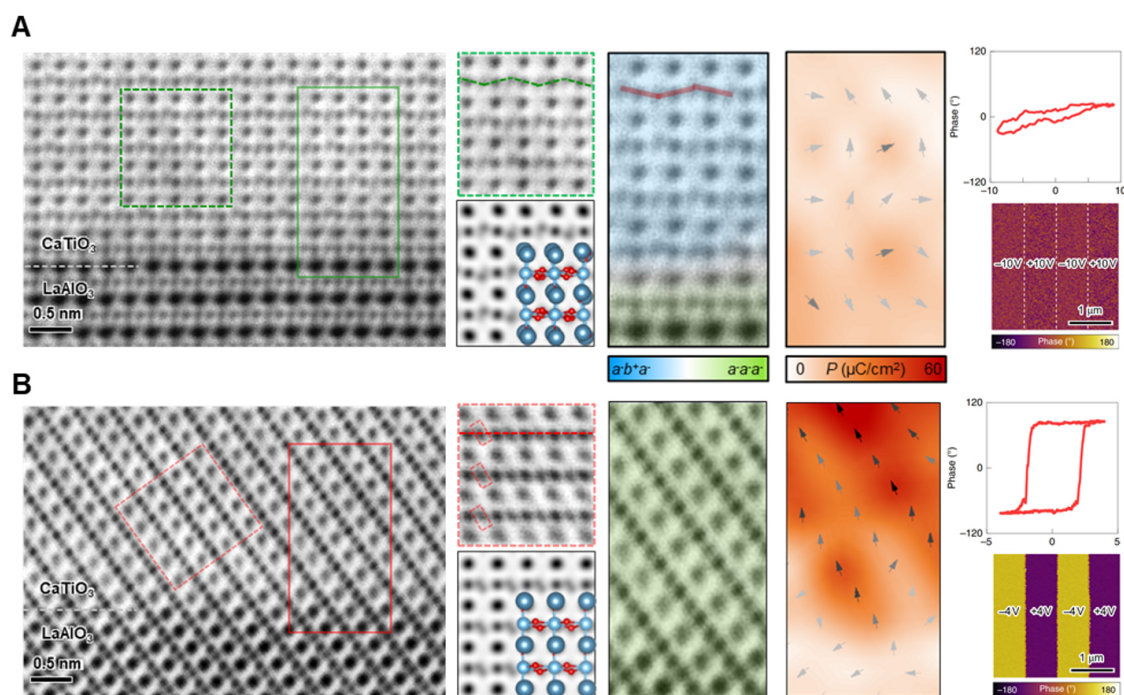 A
CaTiO3
LaAlO3
0.5 nm
a-b+a-
a-a-a-
0
P (μC/cm2)
60
120
0
−120
Phase (°)
−10
0
10
−10V
+10V
−10V
+10V
1 μm
−180
Phase (°)
180
B
CaTiO3
LaAlO3
0.5 nm
120
0
−120
Phase (°)
−5
0
5
−4V
+4V
−4V
+4V
1 μm
−180
Phase (°)
180